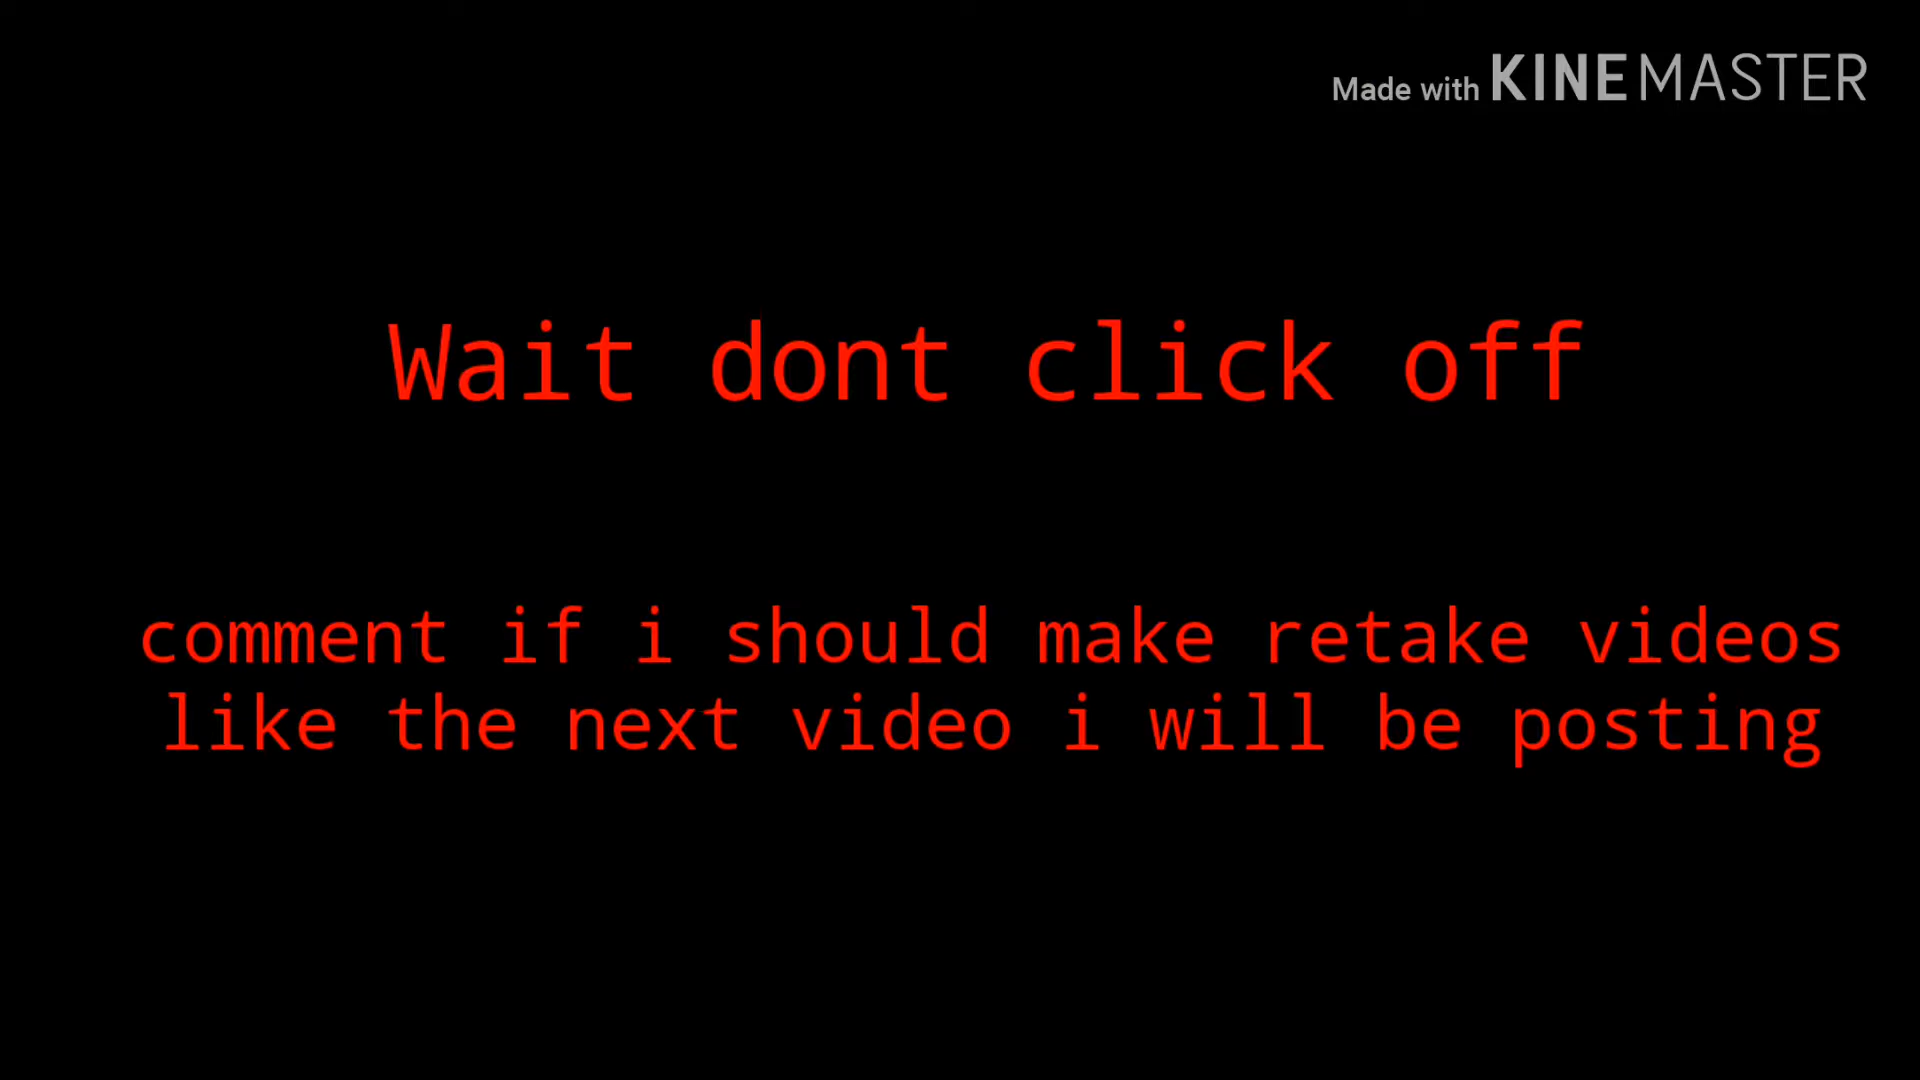 Made with KINEMASTER
Wait dont click off
comment if i should make retake videos
like the next video i will be posting